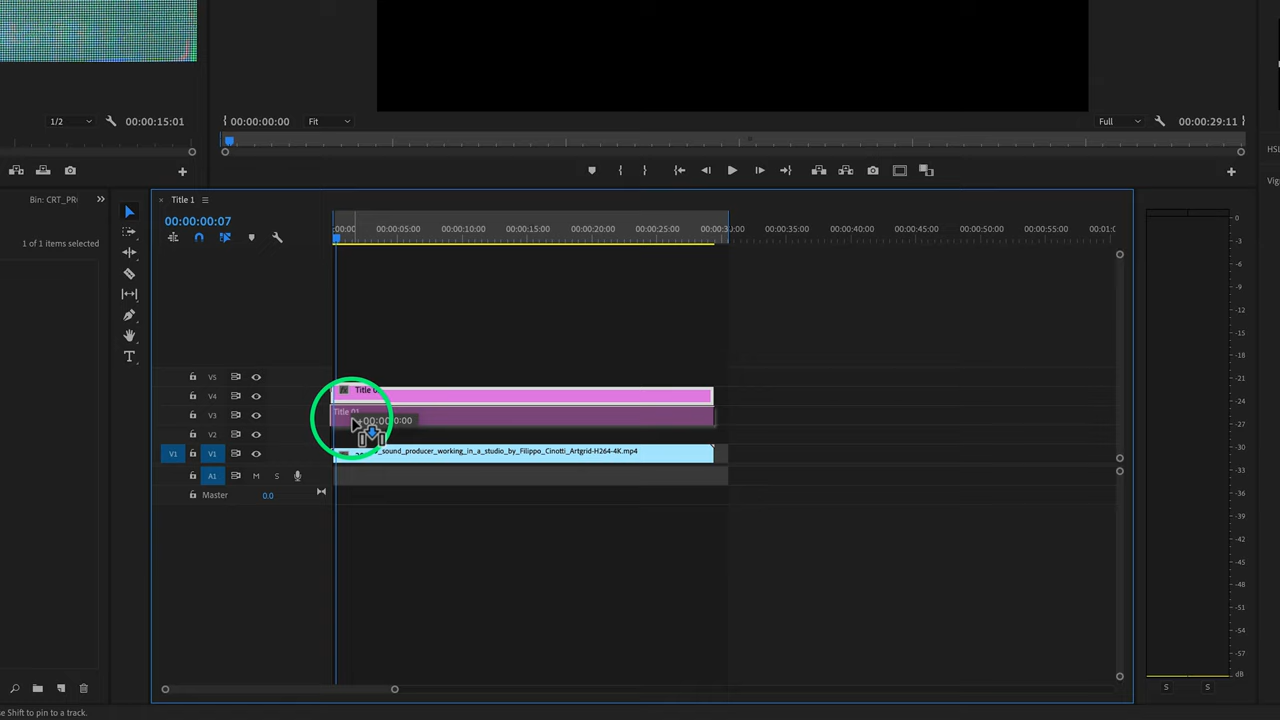 1/2
00:00:15:01
00:00:00:00
Fit
Full
00:00:29:11
HSL
Bin: CRT_PR
1 of 1 items selected
× Title 1
00:00:00:07
:00:00
00:00:05:00
00:00:10:00
00:00:15:00
00:00:20:00
00:00:25:00
00:00:35:00
00:00:40:00
00:00:45:00
00:00:50:00
00:00:55:00
V5
V4
Title
V3
Title 01
+00:00:00:00
V2
V1
V1
_sound_producer_working_in_a_studio_by_Filippo_Cinotti_Artgrid-H264-4K.mp4
A1
M
S
Master
0.0
0
-3
-6
-9
-12
-15
-18
-21
-24
-27
-30
-33
-36
-39
-42
-45
-48
-51
-54
-57
dB
S
S
e Shift to pin to a track.